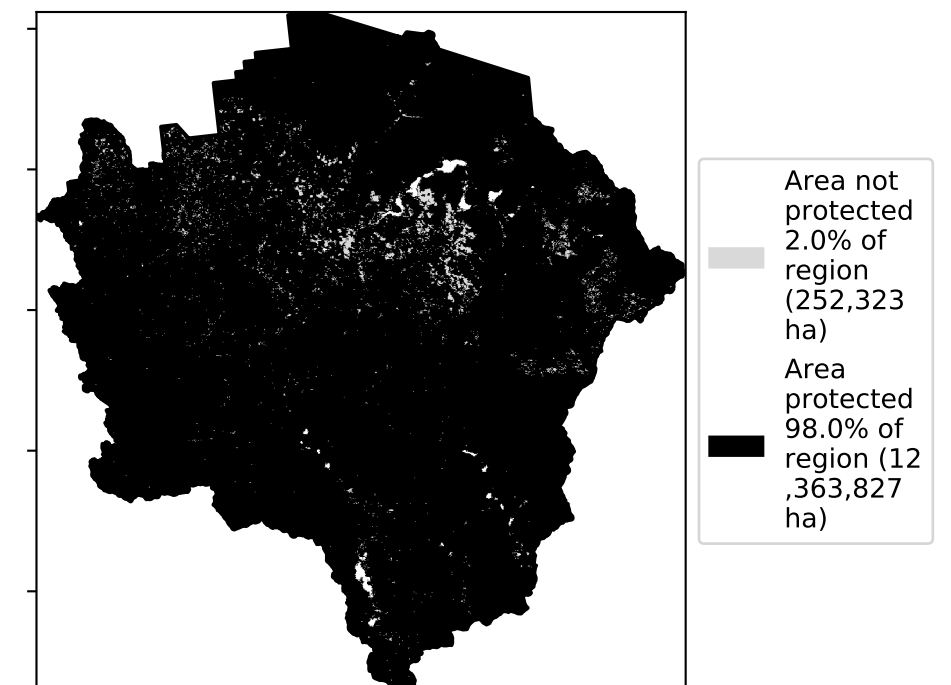 Area not
protected
2.0% of
region
(252,323
ha)
Area
protected
98.0% of
region (12
,363,827
ha)